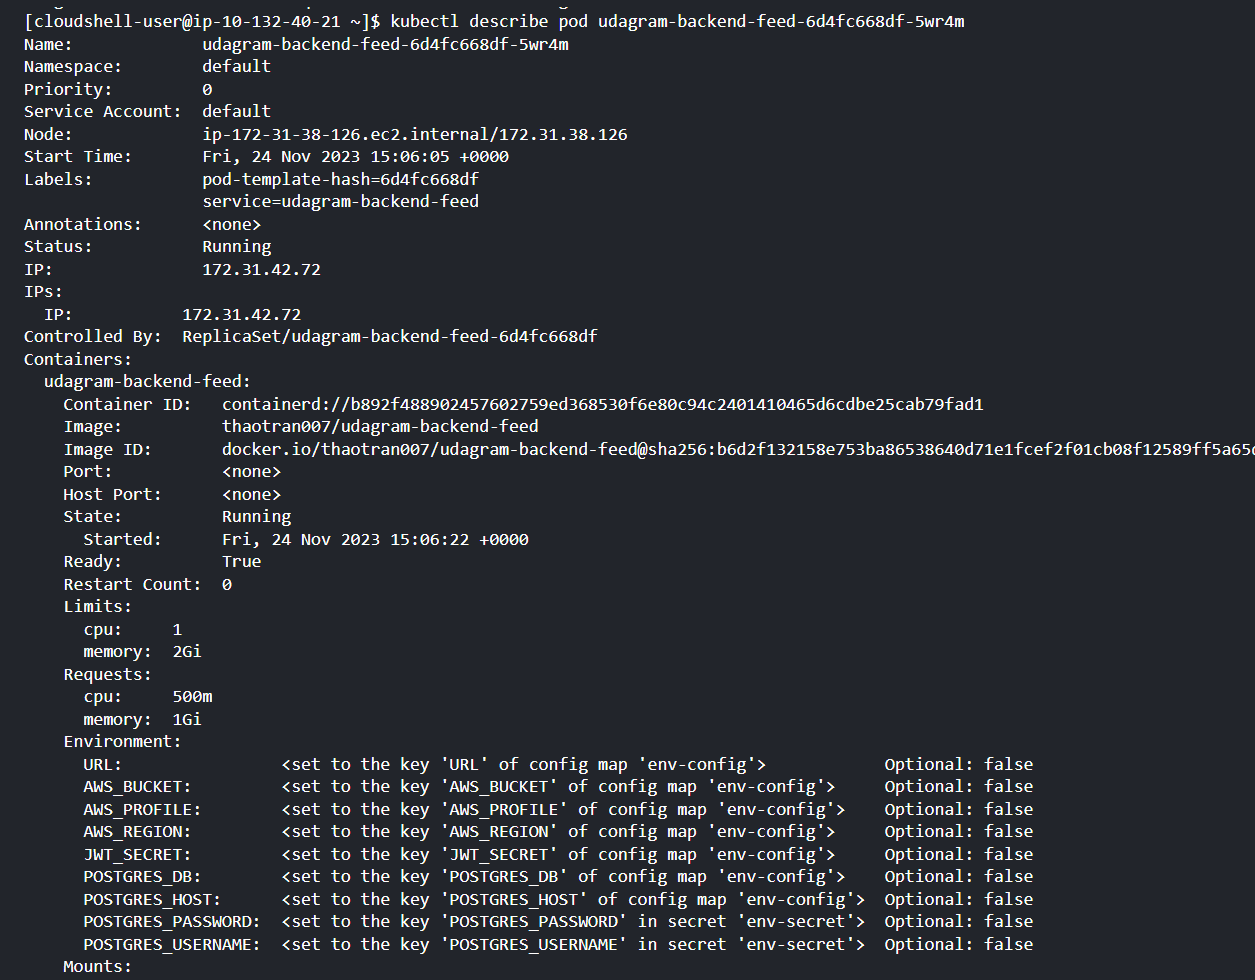 [cloudshell-user@ip-10-132-40-21 ~]$ kubectl describe pod udagram-backend-feed-6d4fc668df-5wr4m
Name:             udagram-backend-feed-6d4fc668df-5wr4m
Namespace:        default
Priority:         0
Service Account:  default
Node:             ip-172-31-38-126.ec2.internal/172.31.38.126
Start Time:       Fri, 24 Nov 2023 15:06:05 +0000
Labels:           pod-template-hash=6d4fc668df
                  service=udagram-backend-feed
Annotations:      <none>
Status:           Running
IP:               172.31.42.72
IPs:
  IP:           172.31.42.72
Controlled By:  ReplicaSet/udagram-backend-feed-6d4fc668df
Containers:
  udagram-backend-feed:
    Container ID:   containerd://b892f488902457602759ed368530f6e80c94c2401410465d6cdbe25cab79fad1
    Image:          thaotran007/udagram-backend-feed
    Image ID:       docker.io/thaotran007/udagram-backend-feed@sha256:b6d2f132158e753ba86538640d71e1fcef2f01cb08f12589ff5a65
    Port:           <none>
    Host Port:      <none>
    State:          Running
      Started:      Fri, 24 Nov 2023 15:06:22 +0000
    Ready:          True
    Restart Count:  0
    Limits:
      cpu:     1
      memory:  2Gi
    Requests:
      cpu:     500m
      memory:  1Gi
    Environment:
      URL:                <set to the key 'URL' of config map 'env-config'>            Optional: false
      AWS_BUCKET:         <set to the key 'AWS_BUCKET' of config map 'env-config'>     Optional: false
      AWS_PROFILE:        <set to the key 'AWS_PROFILE' of config map 'env-config'>    Optional: false
      AWS_REGION:         <set to the key 'AWS_REGION' of config map 'env-config'>     Optional: false
      JWT_SECRET:         <set to the key 'JWT_SECRET' of config map 'env-config'>     Optional: false
      POSTGRES_DB:        <set to the key 'POSTGRES_DB' of config map 'env-config'>    Optional: false
      POSTGRES_HOST:      <set to the key 'POSTGRES_HOST' of config map 'env-config'>  Optional: false
      POSTGRES_PASSWORD:  <set to the key 'POSTGRES_PASSWORD' in secret 'env-secret'>  Optional: false
      POSTGRES_USERNAME:  <set to the key 'POSTGRES_USERNAME' in secret 'env-secret'>  Optional: false
    Mounts: